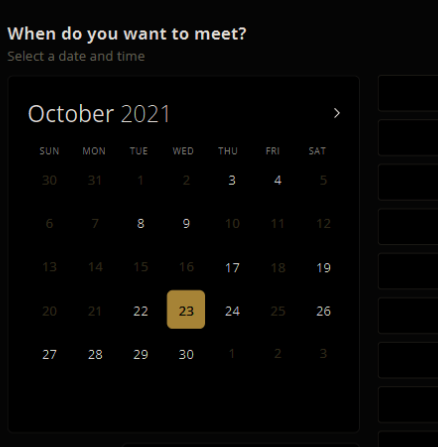 When do you want to meet?
Select a date and time
October 2021
SUN MON TUE WED THU FRI SAT
30 31 1 2 3 4 5
6 7 8 9 10 11 12
13 14 15 16 17 18 19
20 21 22 23 24 25 26
27 28 29 30 1 2 3